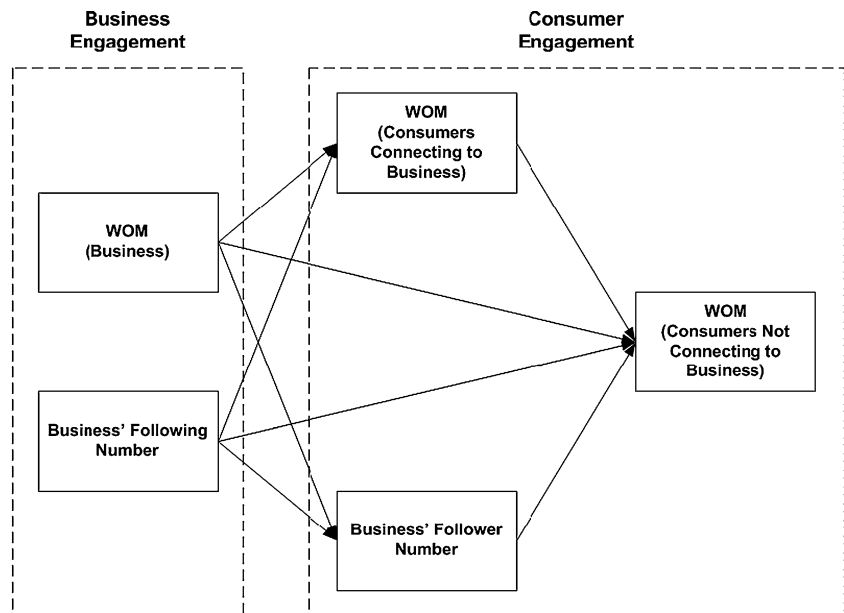 Business
Engagement
Consumer
Engagement
WOM
(Consumers
Connecting to
Business)
WOM
(Business)
WOM
(Consumers Not
Connecting to
Business)
Business' Following
Number
Business' Follower
Number